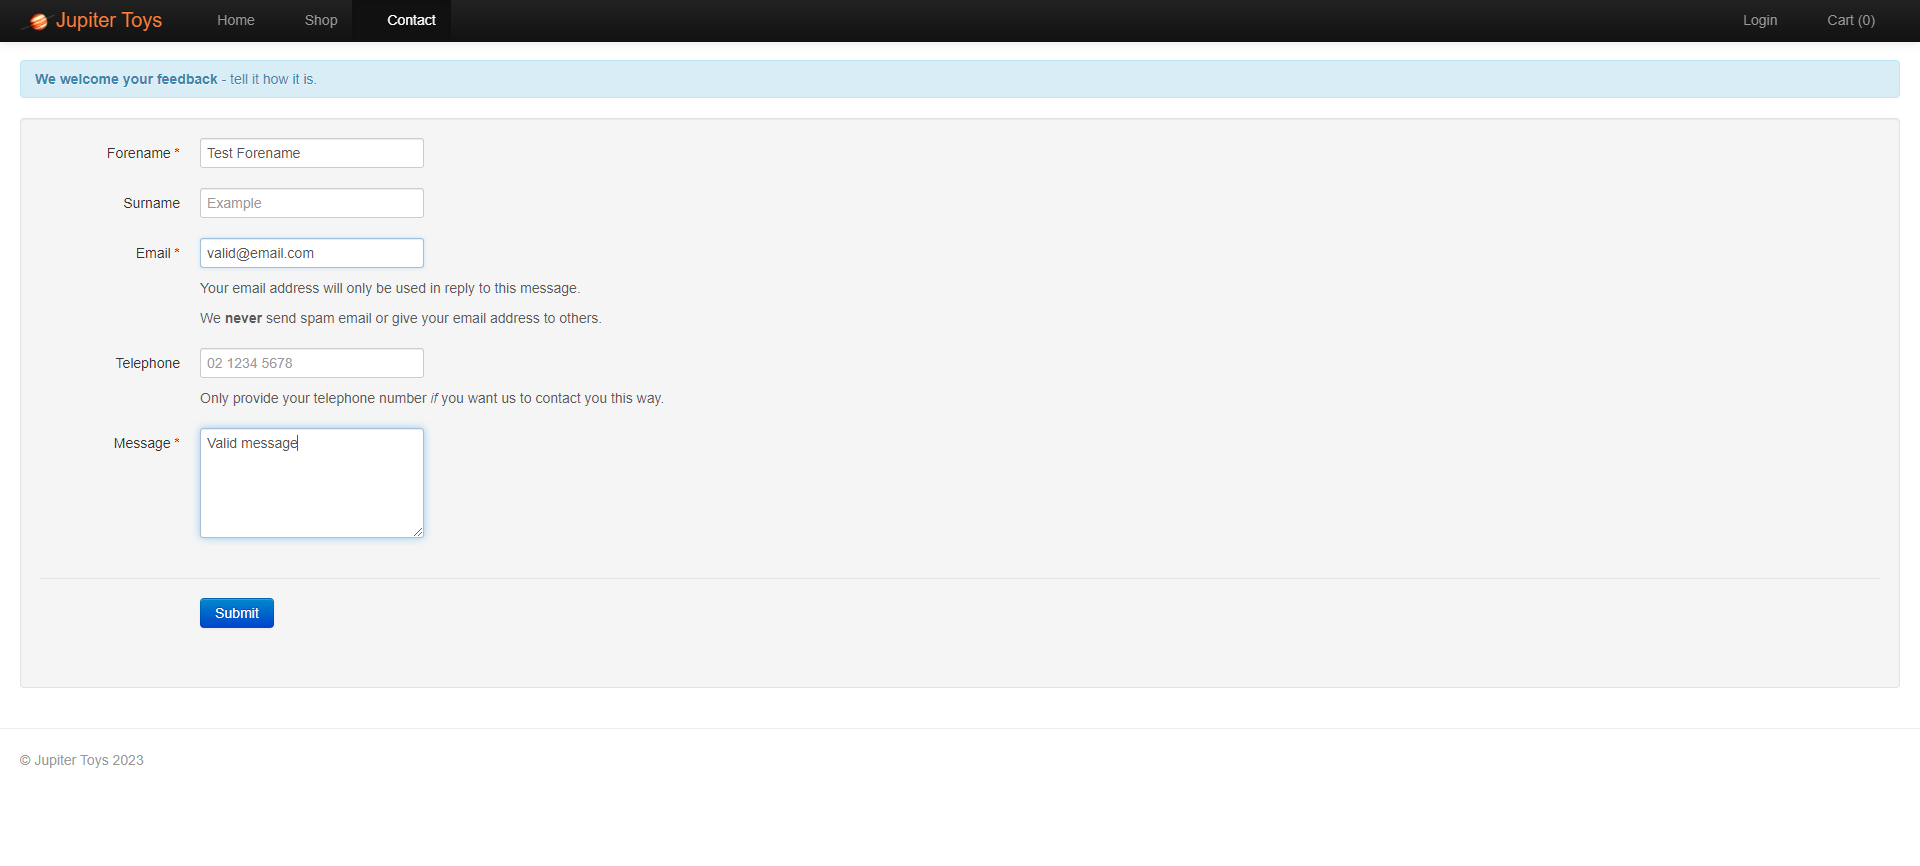 Jupiter Toys Home Shop Contact Login Cart (0)
We welcome your feedback - tell it how it is.
Forename * Test Forename
Surname Example
Email * valid@email.com
Your email address will only be used in reply to this message.
We never send spam email or give your email address to others.
Telephone 02 1234 5678
Only provide your telephone number if you want us to contact you this way.
Message * Valid message
Submit
© Jupiter Toys 2023